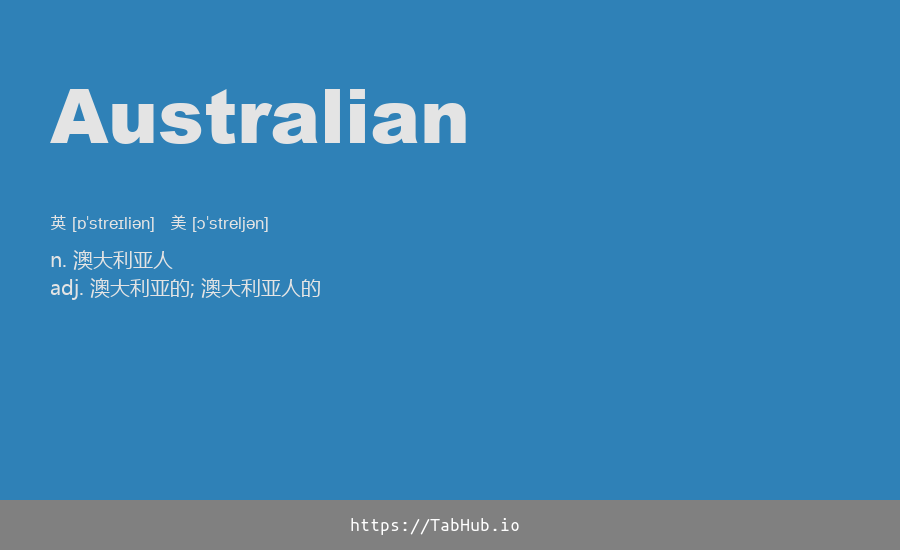 Australian
英 [ɒˈstreɪliən] 美 [ɔˈstreljən]
n. 澳大利亚人
adj. 澳大利亚的; 澳大利亚人的
https://TabHub.io